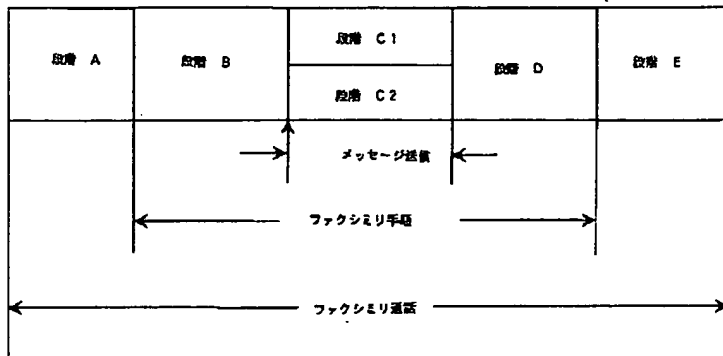 段階 A
段階 B
段階 C1
段階 C2
段階 D
段階 E
メッセージ送信
ファクシミリ手順
ファクシミリ通話